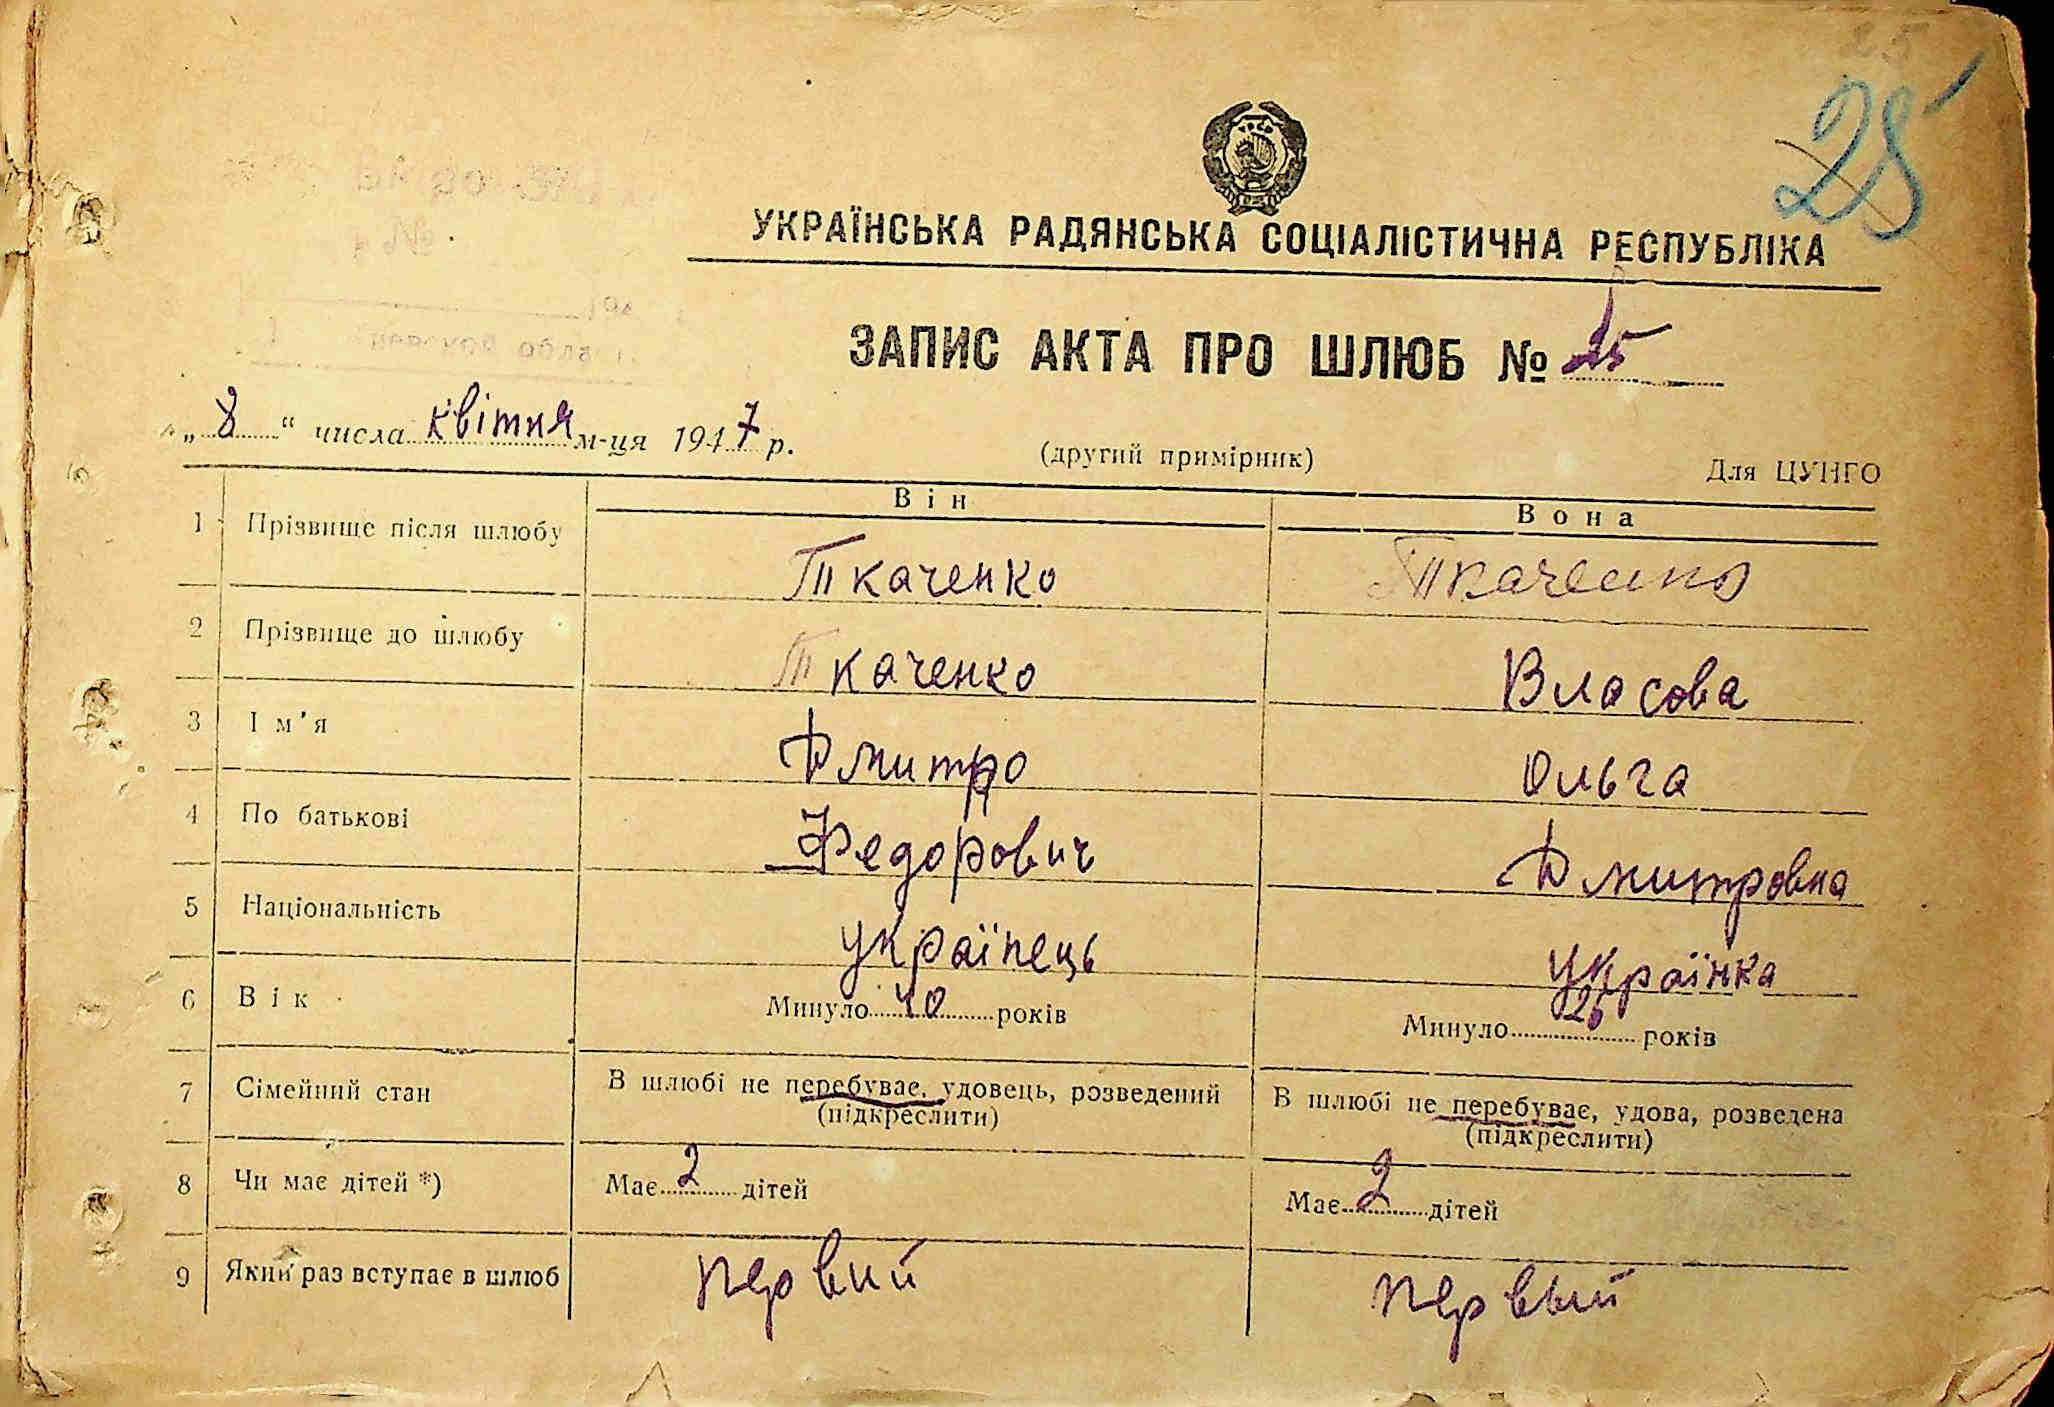 28
УКРАЇНСЬКА РАДЯНСЬКА СОЦІАЛІСТИЧНА РЕСПУБЛІКА
ЗАПИС АКТА ПРО ШЛЮБ № 25
„ 8 “ числа квітня м-ця 1947 р.
(другий примірник)
Для ЦУНГО
Він Вона
1 Прізвище після шлюбу Ткаченко Ткаченко
2 Прізвище до шлюбу Ткаченко Власова
3 Ім’я Дмитро Ольга
4 По батькові Федорович Дмитровна
5 Національність українець українка
6 Вік Минуло 40 років Минуло 26 років
7 Сімейний стан В шлюбі не перебуває, удовець, розведений В шлюбі не перебуває, удова, розведена
(підкреслити) (підкреслити)
8 Чи має дітей *) Має 2 дітей Має 2 дітей
9 Який раз вступає в шлюб первий первый